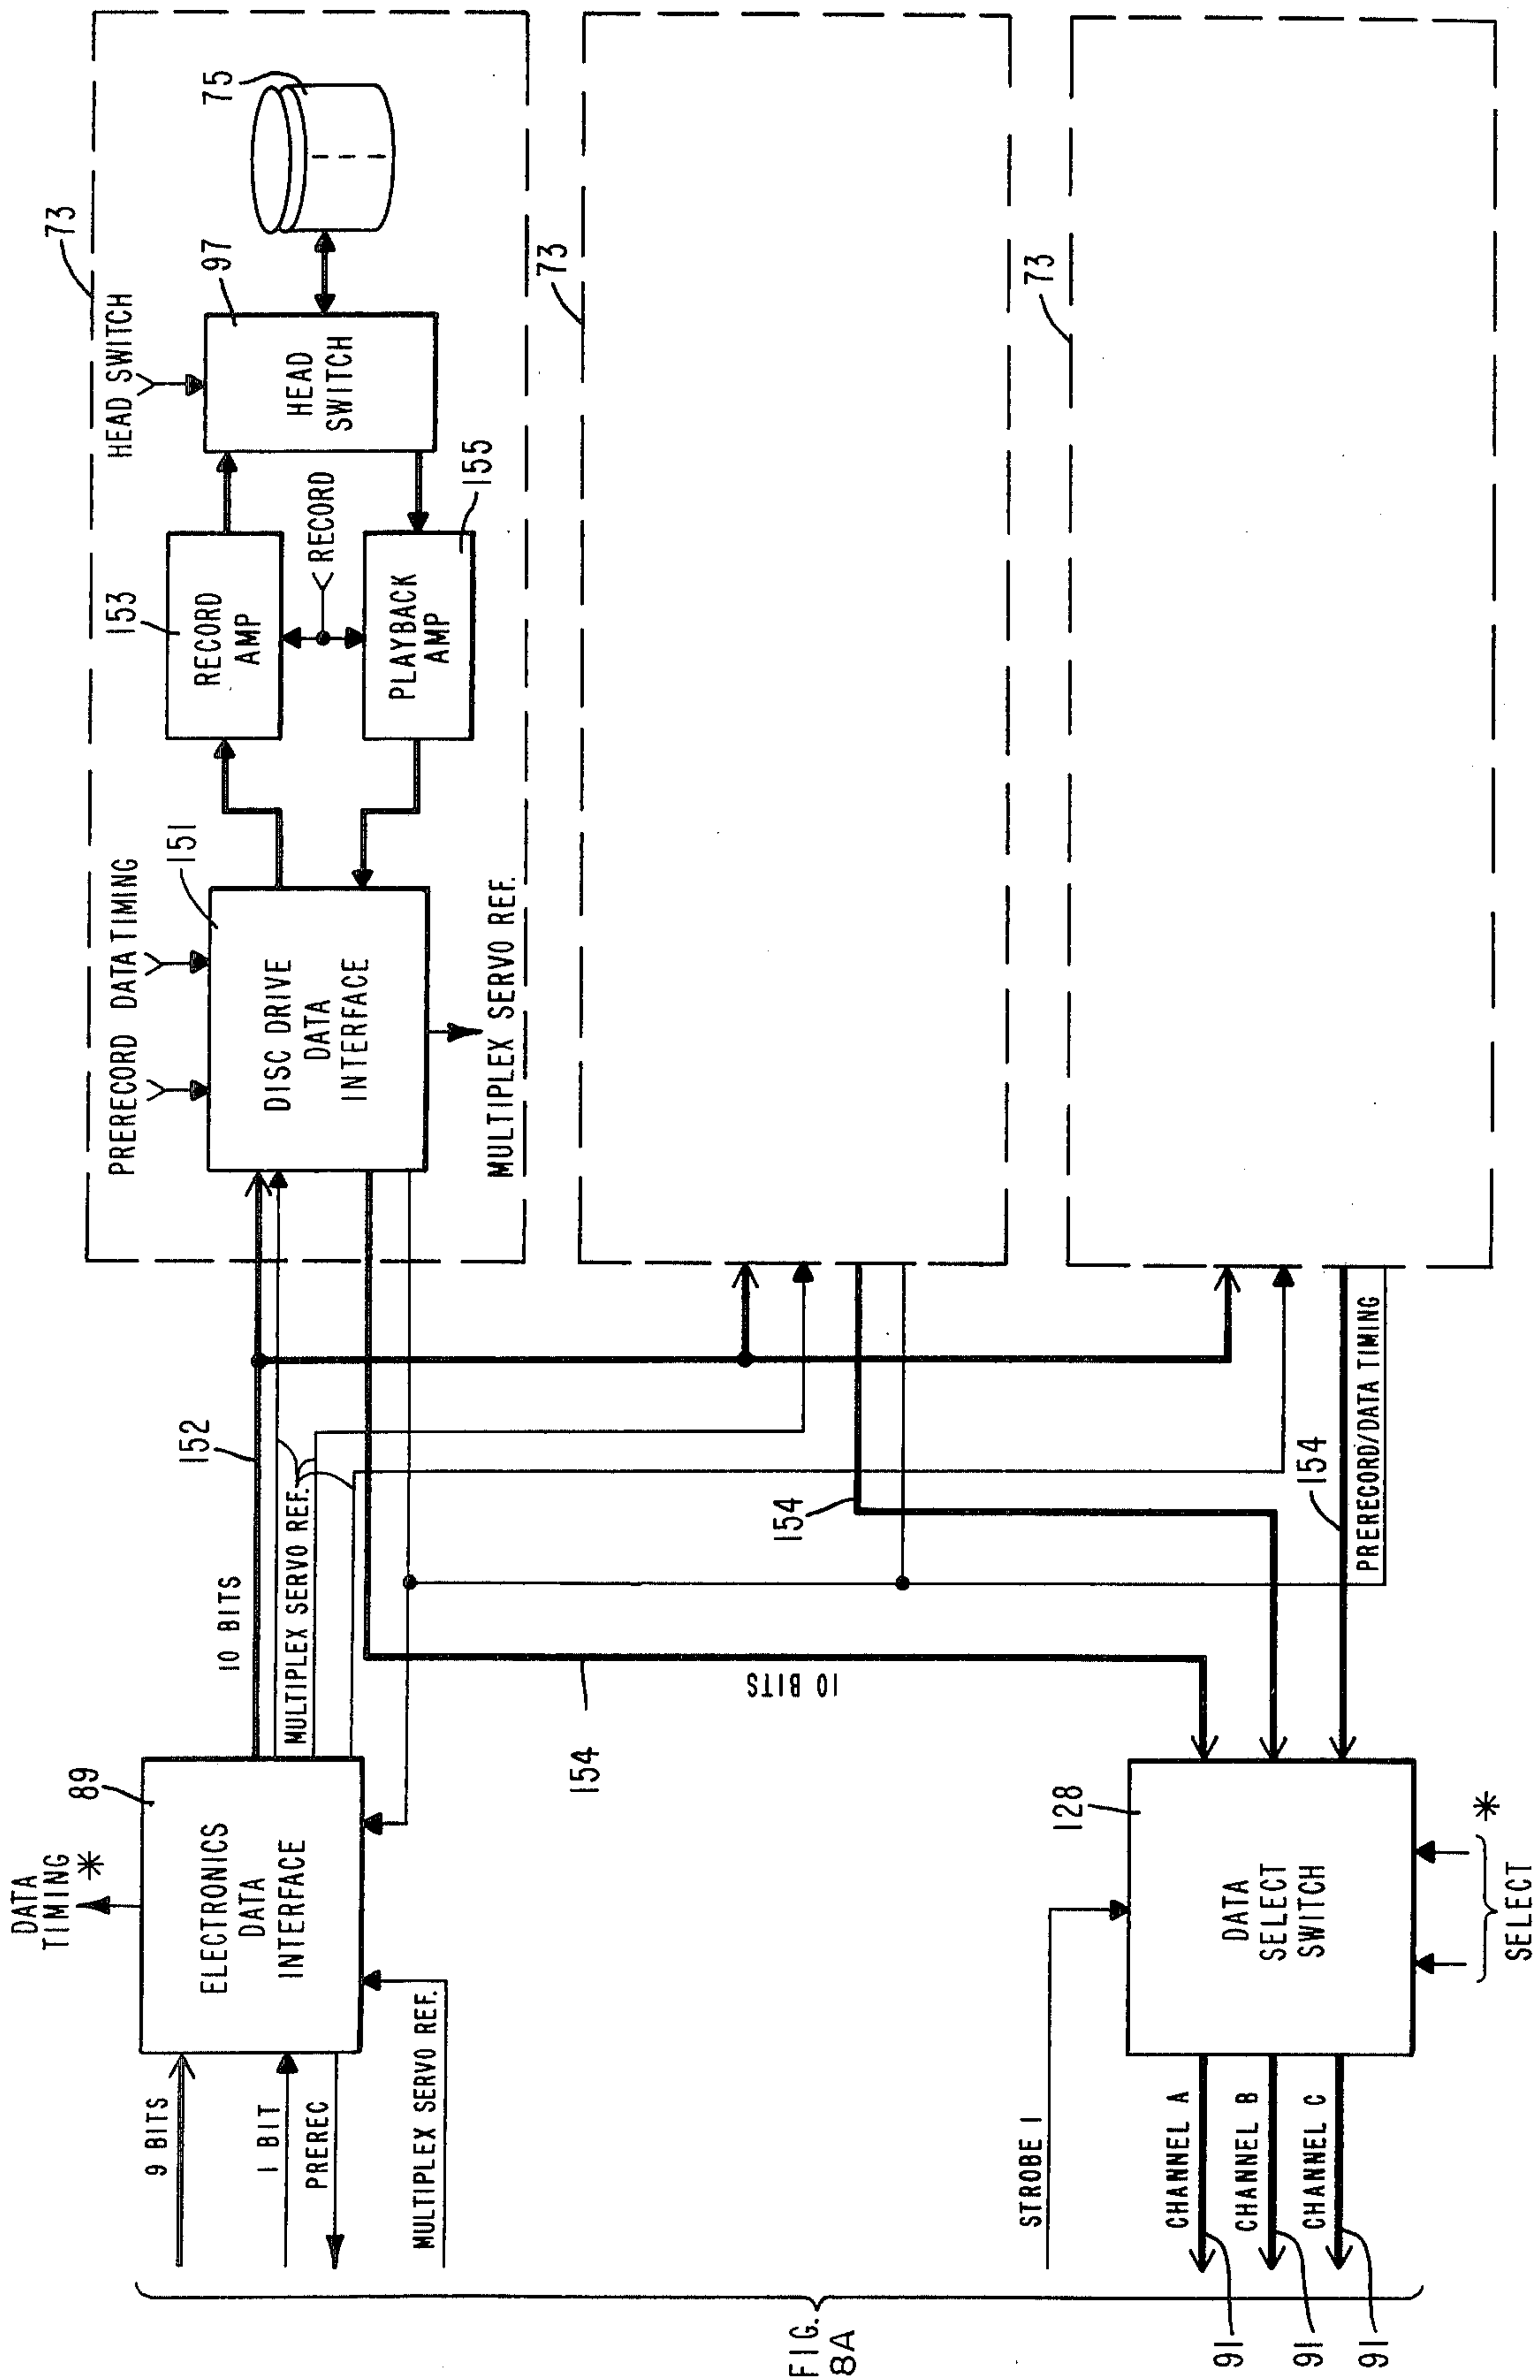 DATA
TIMING *
89
ELECTRONICS
DATA
INTERFACE
9 BITS
1 BIT
PREREC
MULTIPLEX SERVO REF.
10 BITS
152
MULTIPLEX SERVO REF.
PRERECORD
DATA TIMING
151
DISC DRIVE
DATA
INTERFACE
MULTIPLEX SERVO REF.
153
RECORD
AMP
RECORD
PLAYBACK
AMP
155
HEAD SWITCH
97
HEAD
SWITCH
75
73
73
73
154
10 BITS
154
154
PRERECORD/DATA TIMING
STROBE 1
128
DATA
SELECT
SWITCH
*
SELECT
CHANNEL A
CHANNEL B
CHANNEL C
91
91
91
FIG.
8A